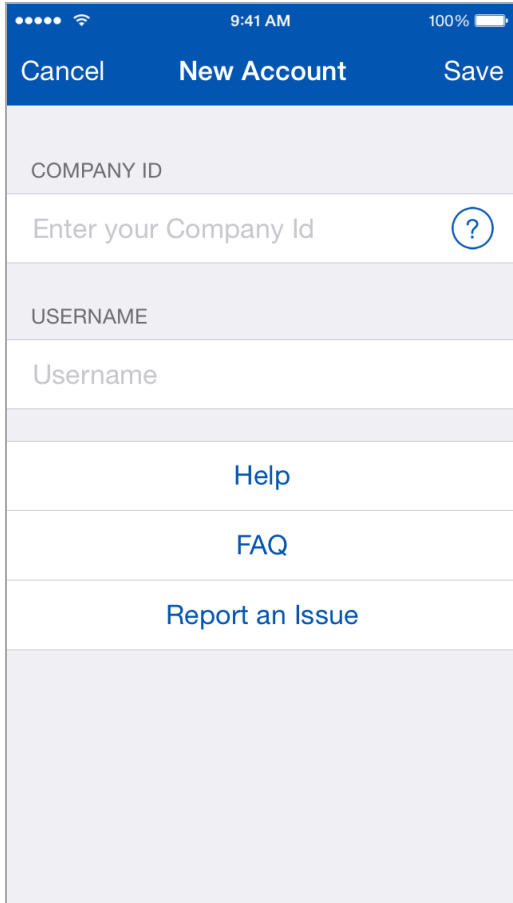 9:41 AM 100%
Cancel New Account Save
COMPANY ID
Enter your Company Id ?
USERNAME
Username
Help
FAQ
Report an Issue